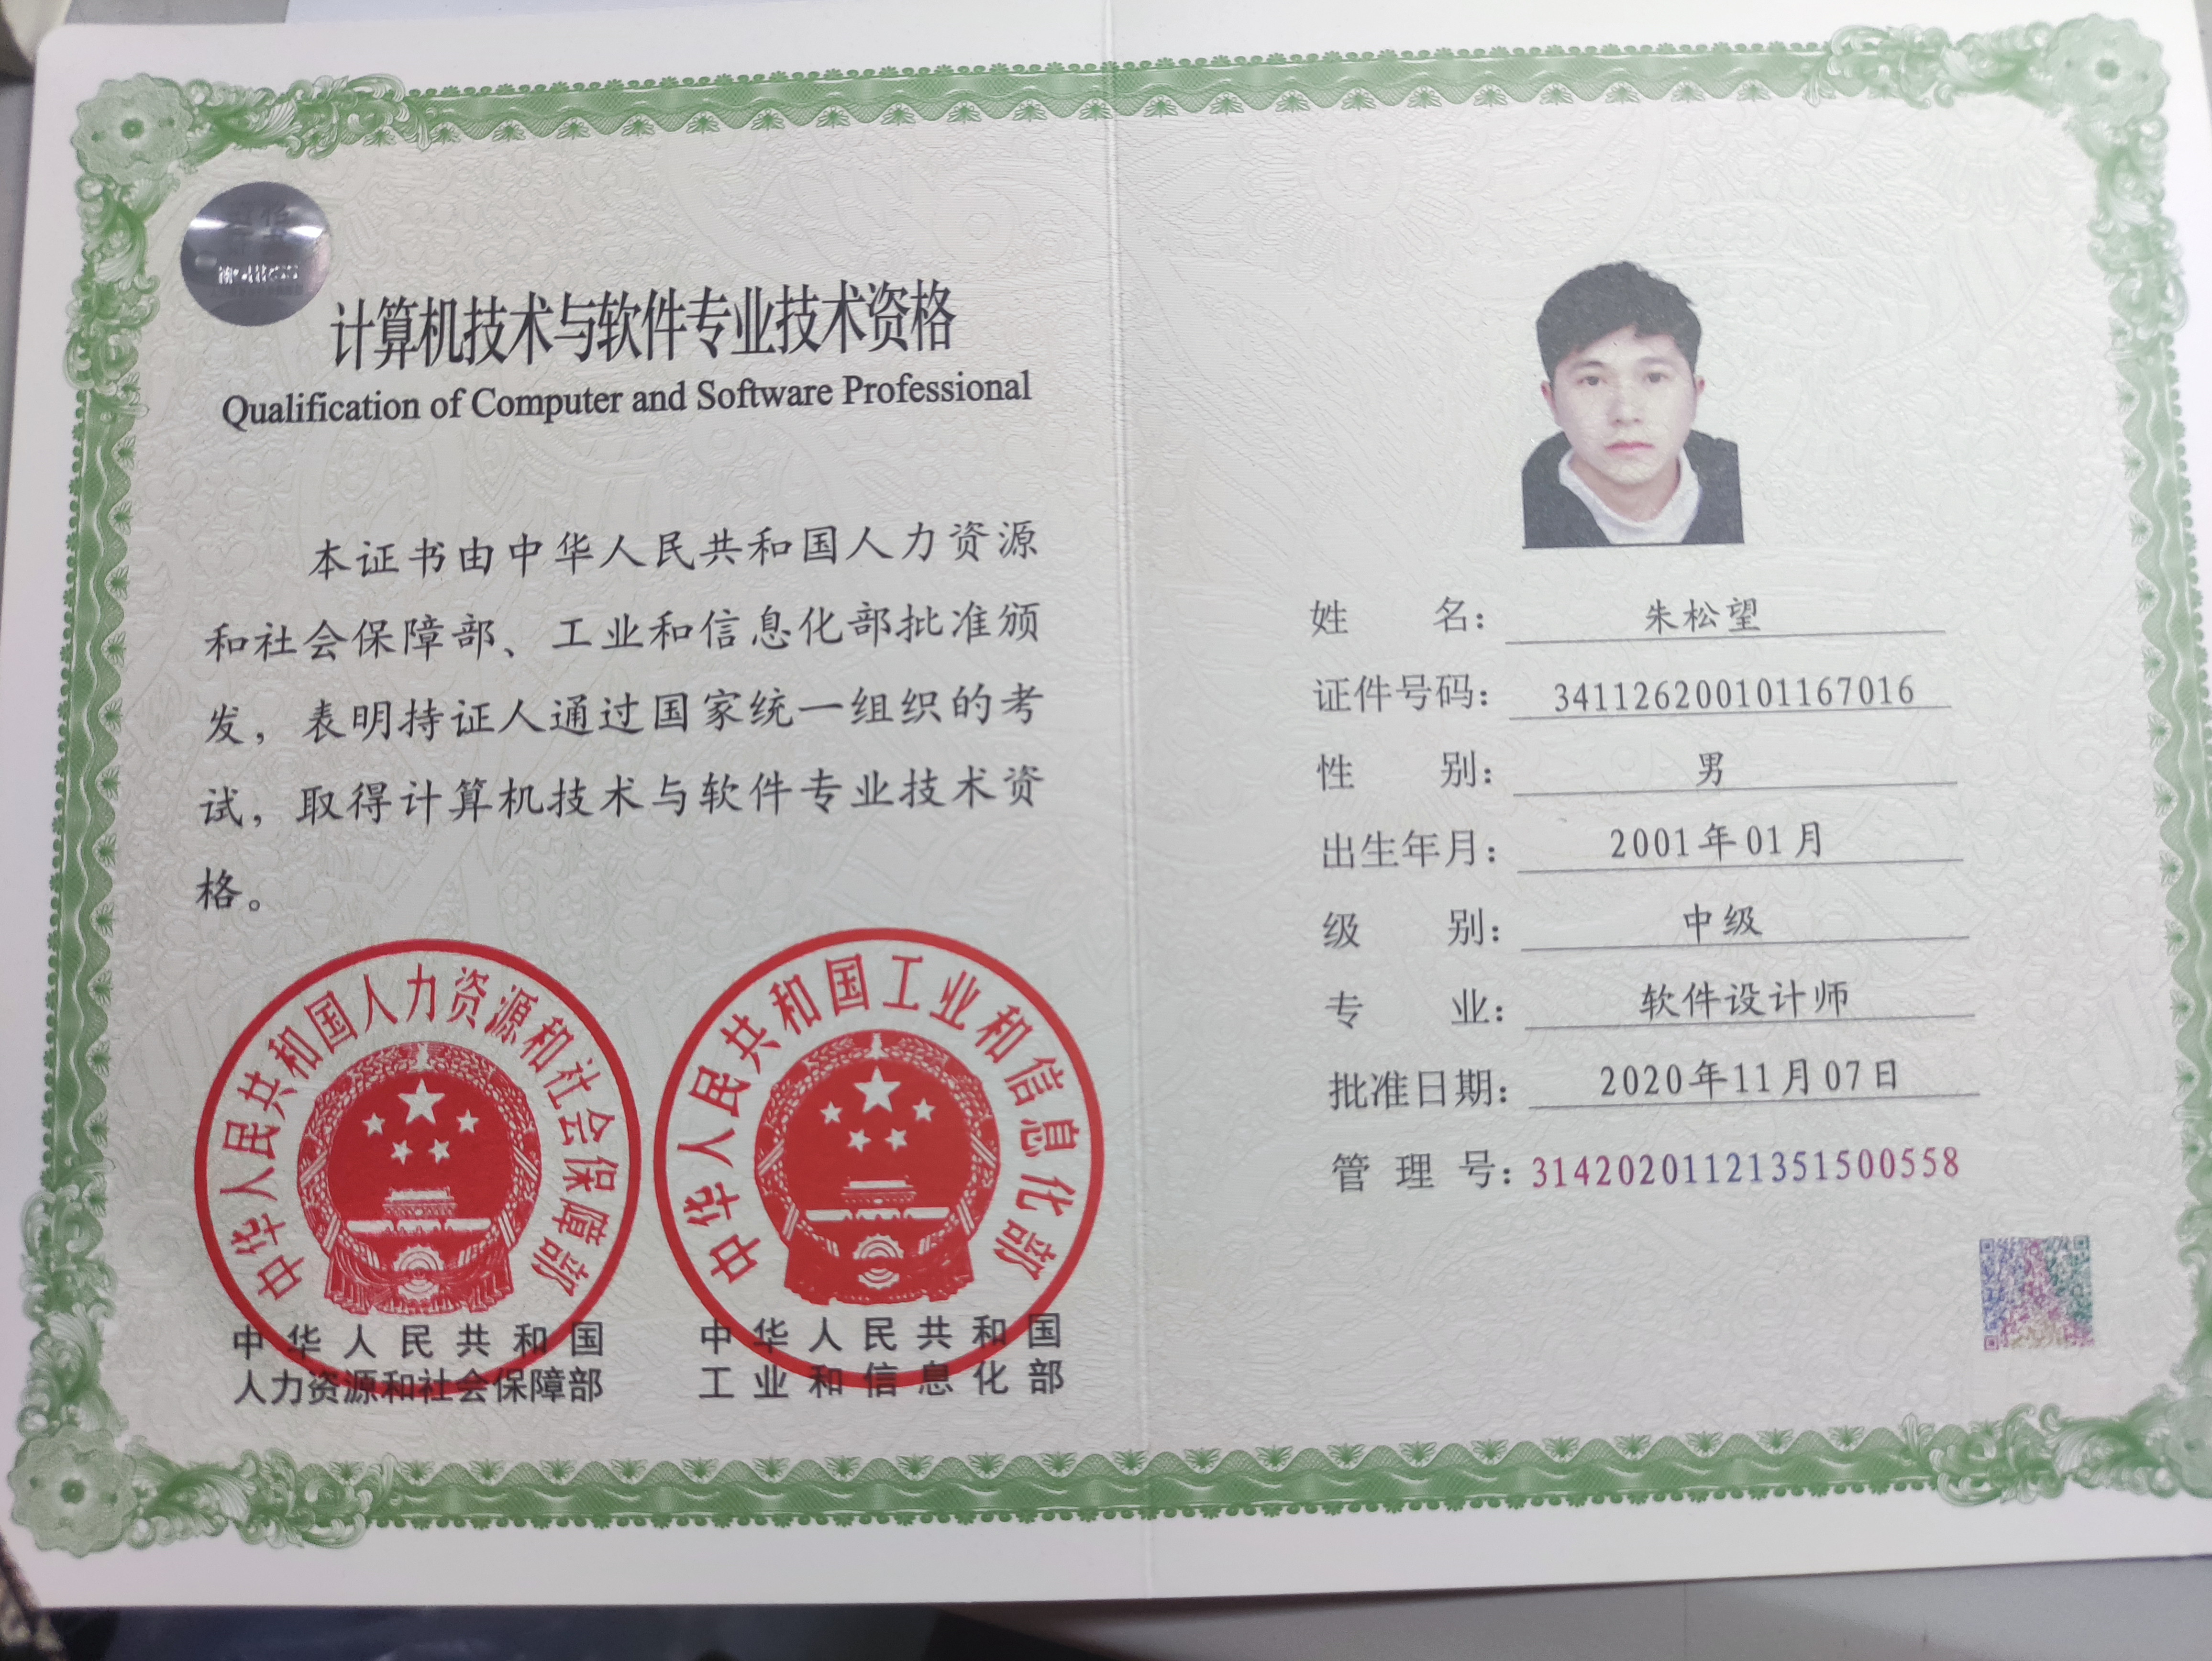 计算机技术与软件专业技术资格
Qualification of Computer and Software Professional
本证书由中华人民共和国人力资源
和社会保障部、工业和信息化部批准颁
发，表明持证人通过国家统一组织的考
试，取得计算机技术与软件专业技术资
格。
中华人民共和国人力资源和社会保障部
中华人民共和国工业和信息化部
中华人民共和国
人力资源和社会保障部
中华人民共和国
工业和信息化部
姓名：朱松望
证件号码：341126200101167016
性别：男
出生年月：2001年01月
级别：中级
专业：软件设计师
批准日期：2020年11月07日
管理号：31420201121351500558